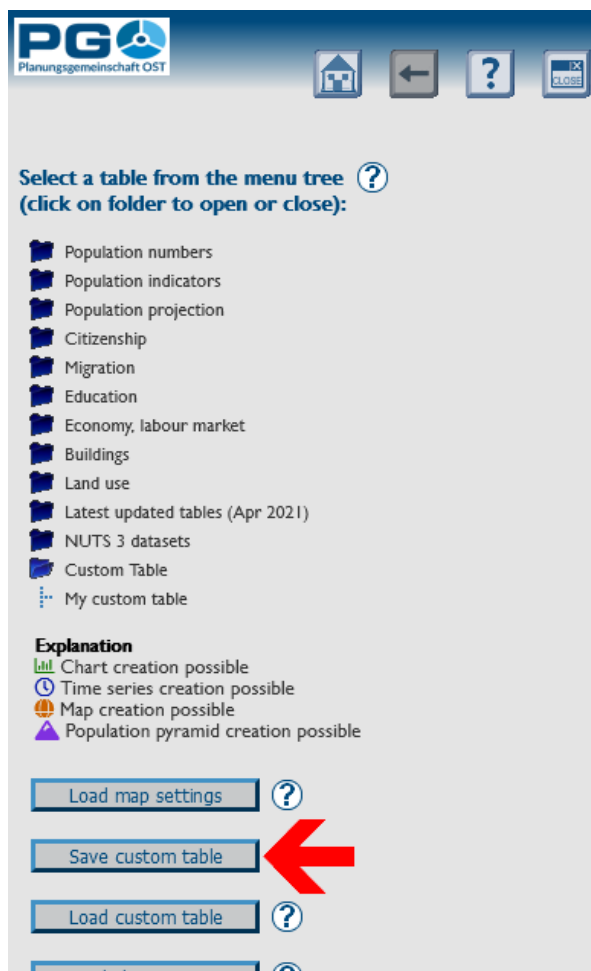 PGO
Planungsgemeinschaft OST
?
CLOSE
Select a table from the menu tree ?
(click on folder to open or close):
Population numbers
Population indicators
Population projection
Citizenship
Migration
Education
Economy, labour market
Buildings
Land use
Latest updated tables (Apr 2021)
NUTS 3 datasets
Custom Table
My custom table
Explanation
Chart creation possible
Time series creation possible
Map creation possible
Population pyramid creation possible
Load map settings ?
Save custom table
Load custom table ?